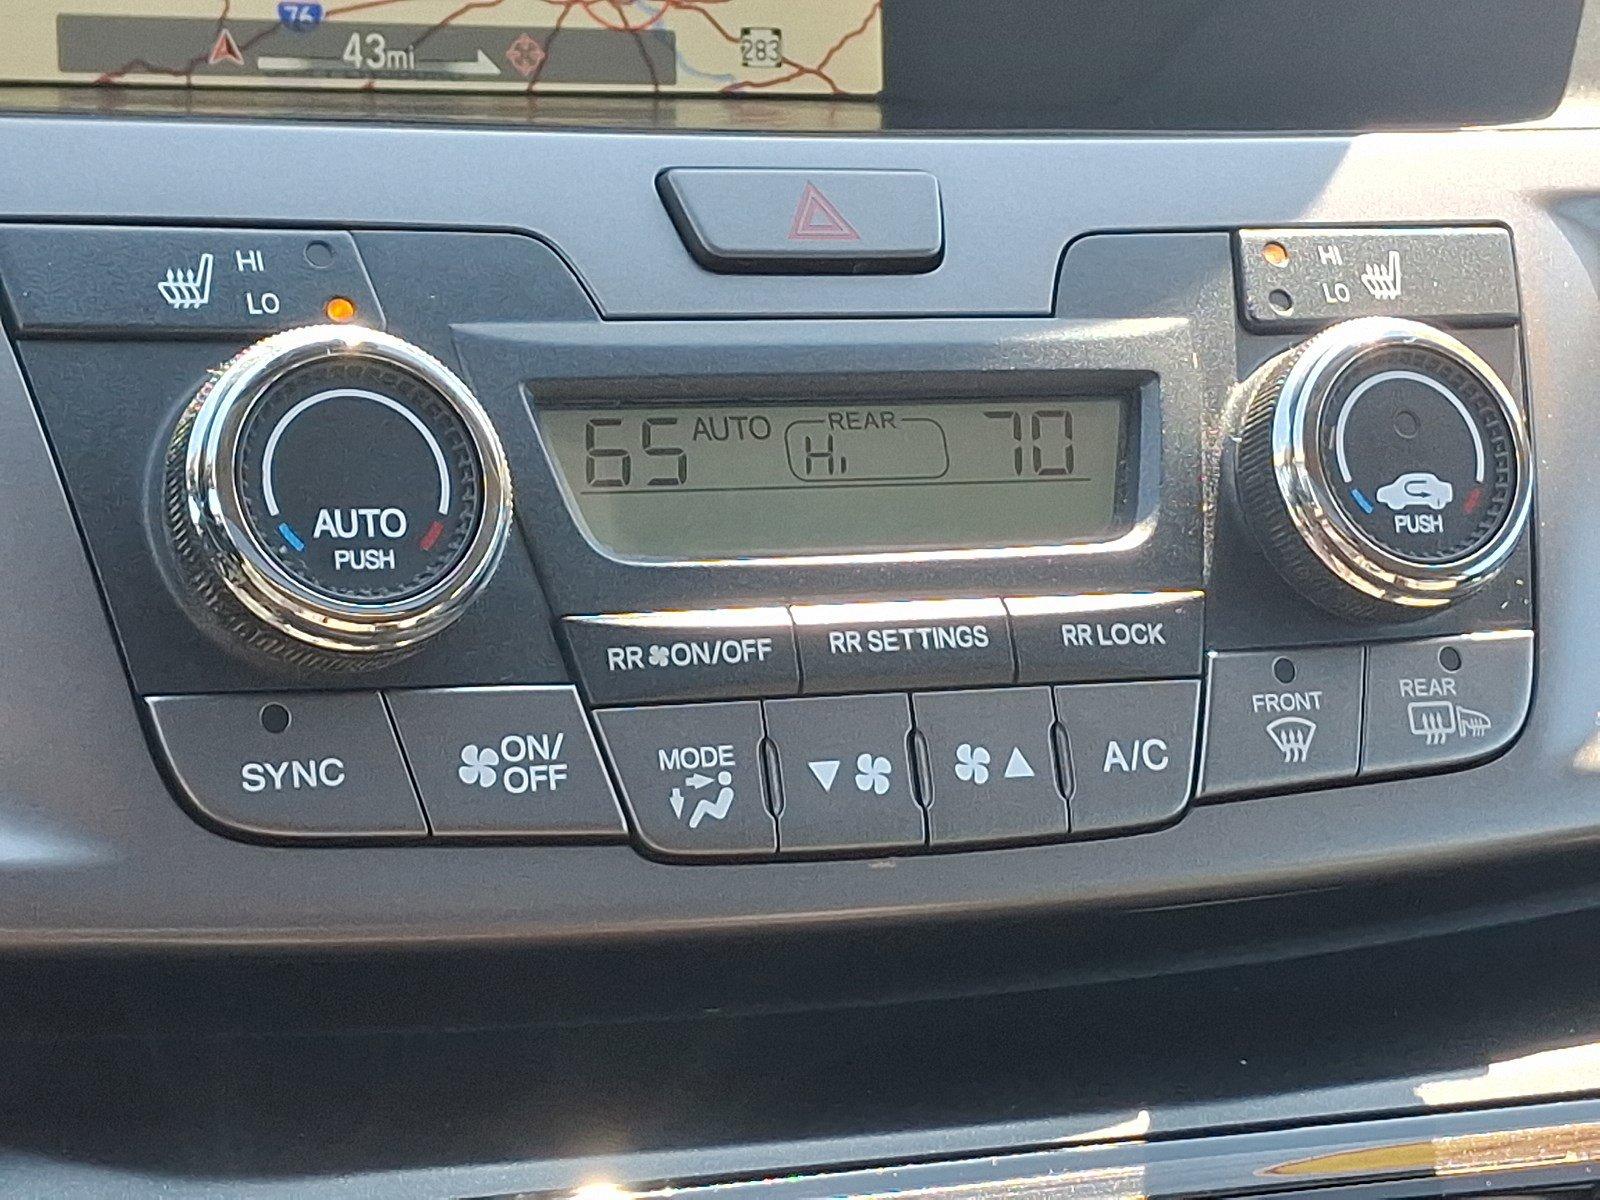 76
43mi
283
HI
LO
HI
LO
65 AUTO REAR Hi 70
AUTO
PUSH
PUSH
RR ON/OFF
RR SETTINGS
RR LOCK
SYNC
ON/
OFF
MODE
A/C
FRONT
REAR